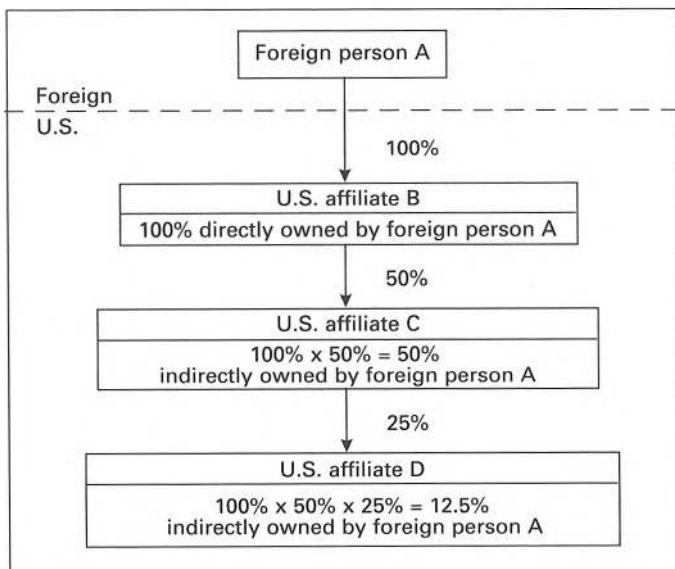 Foreign person A
Foreign
U.S.
100%
U.S. affiliate B
100% directly owned by foreign person A
50%
U.S. affiliate C
100% x 50% = 50%
indirectly owned by foreign person A
25%
U.S. affiliate D
100% x 50% x 25% = 12.5%
indirectly owned by foreign person A